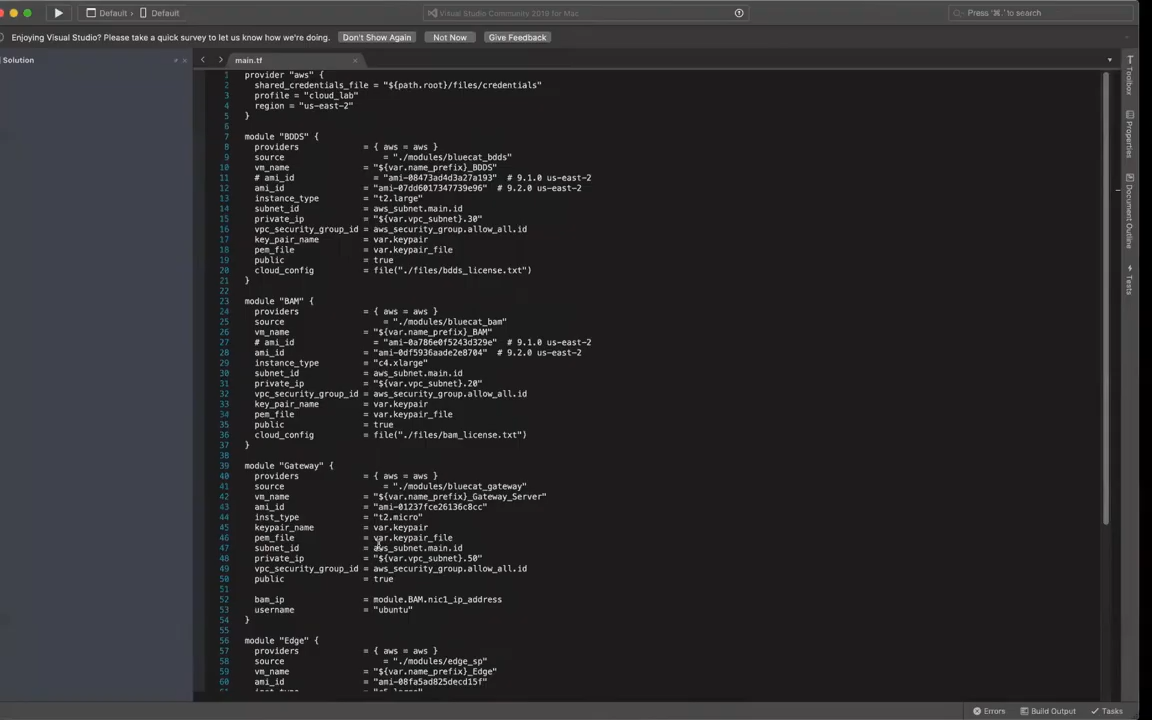 Default › Default
Visual Studio Community 2019 for Mac
Press '⌘.' to search
Enjoying Visual Studio? Please take a quick survey to let us know how we're doing. Don't Show Again Not Now Give Feedback
Solution
main.tf
1 provider "aws" {
2 shared_credentials_file = "${path.root}/files/credentials"
3 profile = "cloud_lab"
4 region = "us-east-2"
5 }
6
7 module "BDDS" {
8 providers = { aws = aws }
9 source = "./modules/bluecat_bdds"
10 vm_name = "${var.name_prefix}_BDDS"
11 # ami_id = "ami-08473ad4d3a27a193" # 9.1.0 us-east-2
12 ami_id = "ami-07dd6017347739e96" # 9.2.0 us-east-2
13 instance_type = "t2.large"
14 subnet_id = aws_subnet.main.id
15 private_ip = "${var.vpc_subnet}.30"
16 vpc_security_group_id = aws_security_group.allow_all.id
17 key_pair_name = var.keypair
18 pem_file = var.keypair_file
19 public = true
20 cloud_config = file("./files/bdds_license.txt")
21 }
22
23 module "BAM" {
24 providers = { aws = aws }
25 source = "./modules/bluecat_bam"
26 vm_name = "${var.name_prefix}_BAM"
27 # ami_id = "ami-0a786e0f5243d329e" # 9.1.0 us-east-2
28 ami_id = "ami-0df5936aade2e8704" # 9.2.0 us-east-2
29 instance_type = "c4.xlarge"
30 subnet_id = aws_subnet.main.id
31 private_ip = "${var.vpc_subnet}.20"
32 vpc_security_group_id = aws_security_group.allow_all.id
33 key_pair_name = var.keypair
34 pem_file = var.keypair_file
35 public = true
36 cloud_config = file("./files/bam_license.txt")
37 }
38
39 module "Gateway" {
40 providers = { aws = aws }
41 source = "./modules/bluecat_gateway"
42 vm_name = "${var.name_prefix}_Gateway_Server"
43 ami_id = "ami-01237fce26136c8cc"
44 inst_type = "t2.micro"
45 keypair_name = var.keypair
46 pem_file = var.keypair_file
47 subnet_id = aws_subnet.main.id
48 private_ip = "${var.vpc_subnet}.50"
49 vpc_security_group_id = aws_security_group.allow_all.id
50 public = true
51
52 bam_ip = module.BAM.nic1_ip_address
53 username = "ubuntu"
54 }
55
56 module "Edge" {
57 providers = { aws = aws }
58 source = "./modules/edge_sp"
59 vm_name = "${var.name_prefix}_Edge"
60 ami_id = "ami-08fa5ad825decd15f"
Toolbox
Properties
Document Outline
Tests
Errors Build Output Tasks